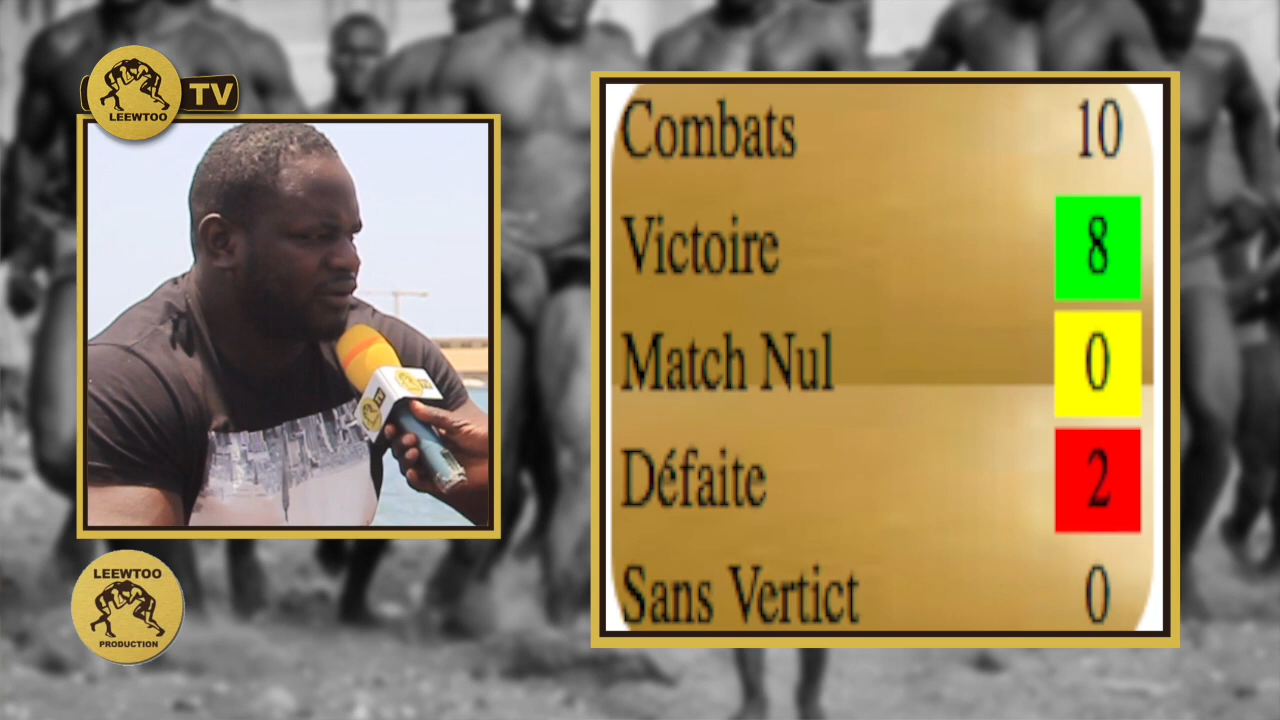 LEEWTOO
TV
LEEWTOO
PRODUCTION
Combats 10
Victoire 8
Match Nul 0
Défaite 2
Sans Vertict 0